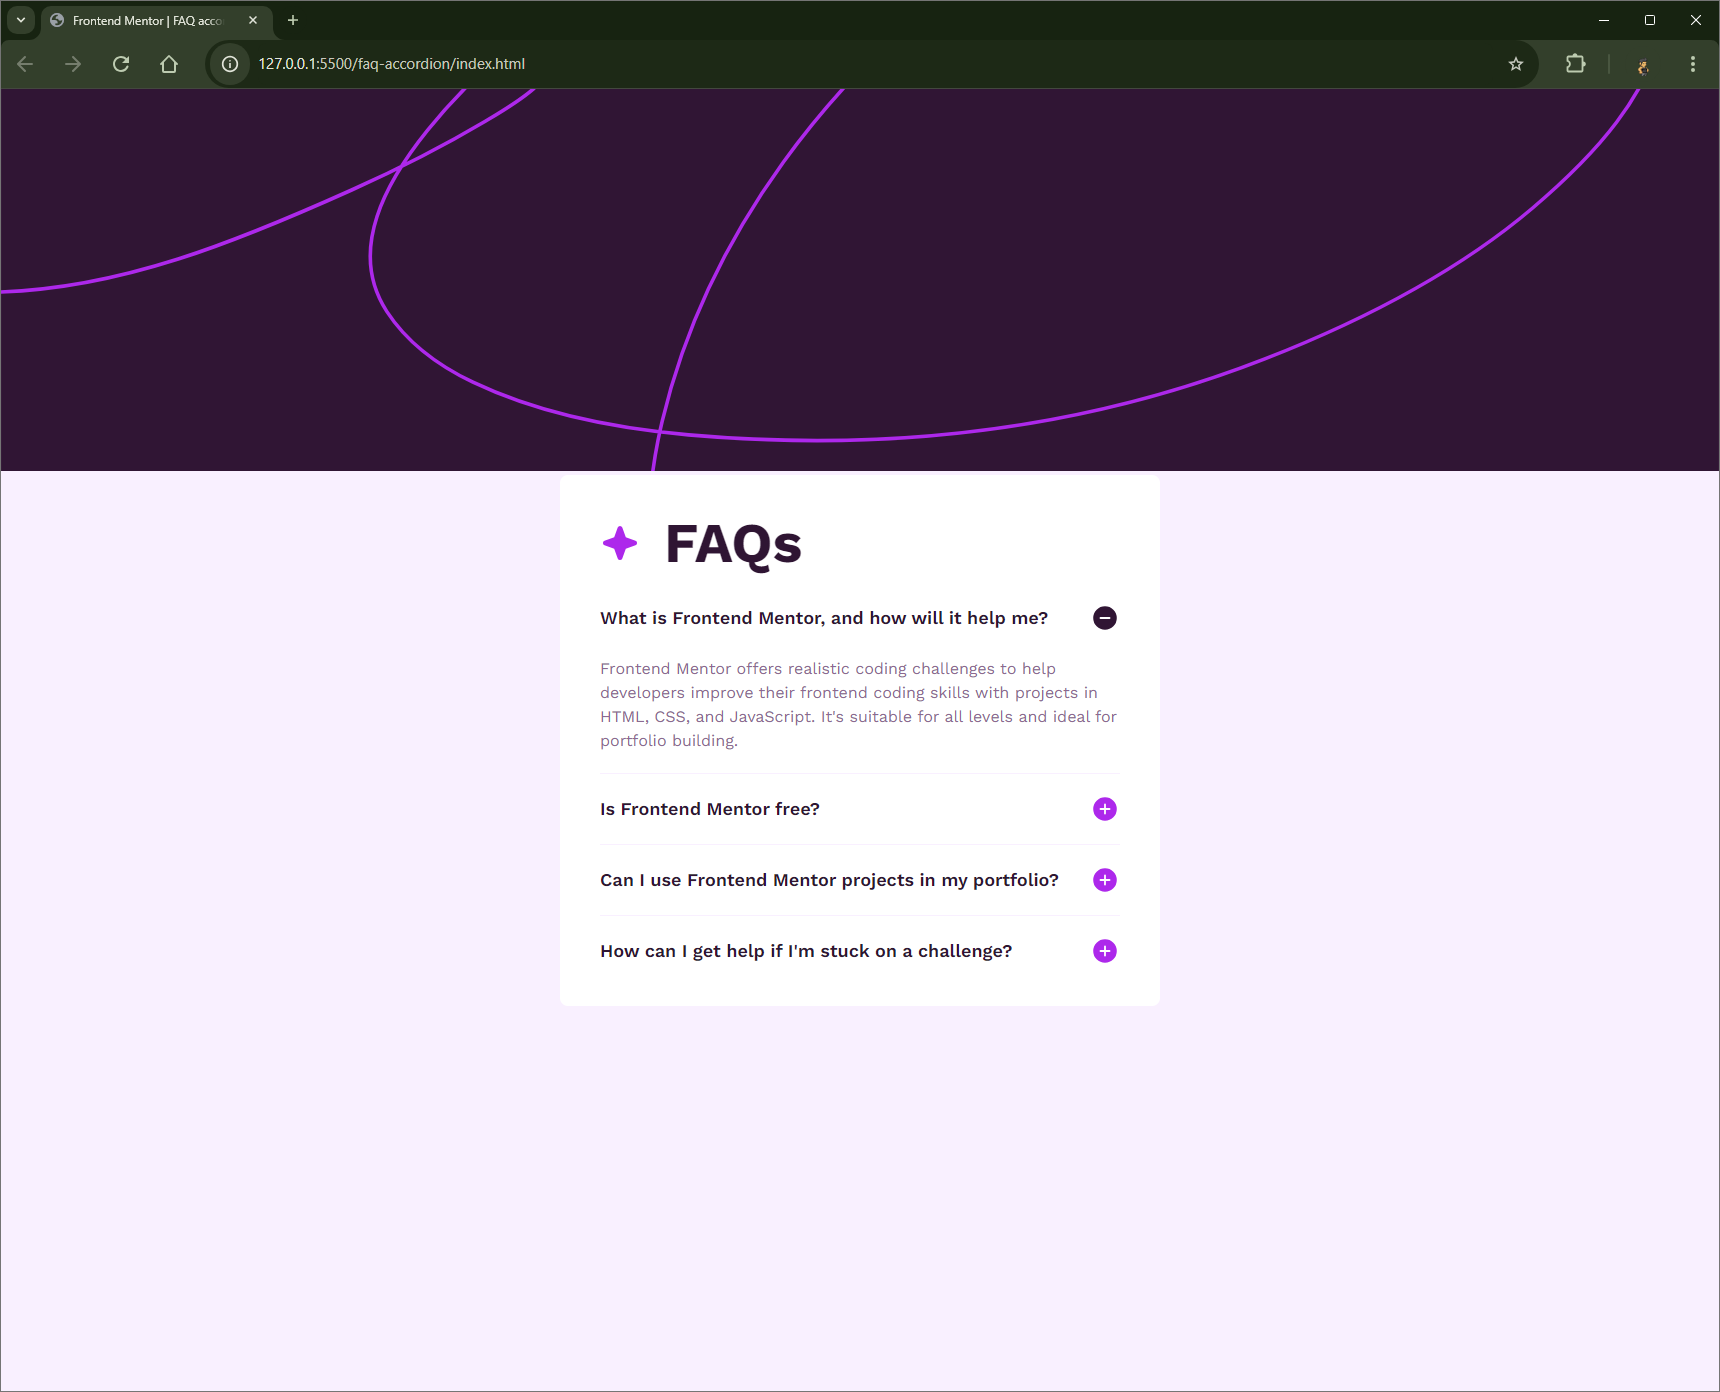 Frontend Mentor | FAQ acco
127.0.0.1:5500/faq-accordion/index.html
FAQs
What is Frontend Mentor, and how will it help me?
Frontend Mentor offers realistic coding challenges to help
developers improve their frontend coding skills with projects in
HTML, CSS, and JavaScript. It's suitable for all levels and ideal for
portfolio building.
Is Frontend Mentor free?
Can I use Frontend Mentor projects in my portfolio?
How can I get help if I'm stuck on a challenge?